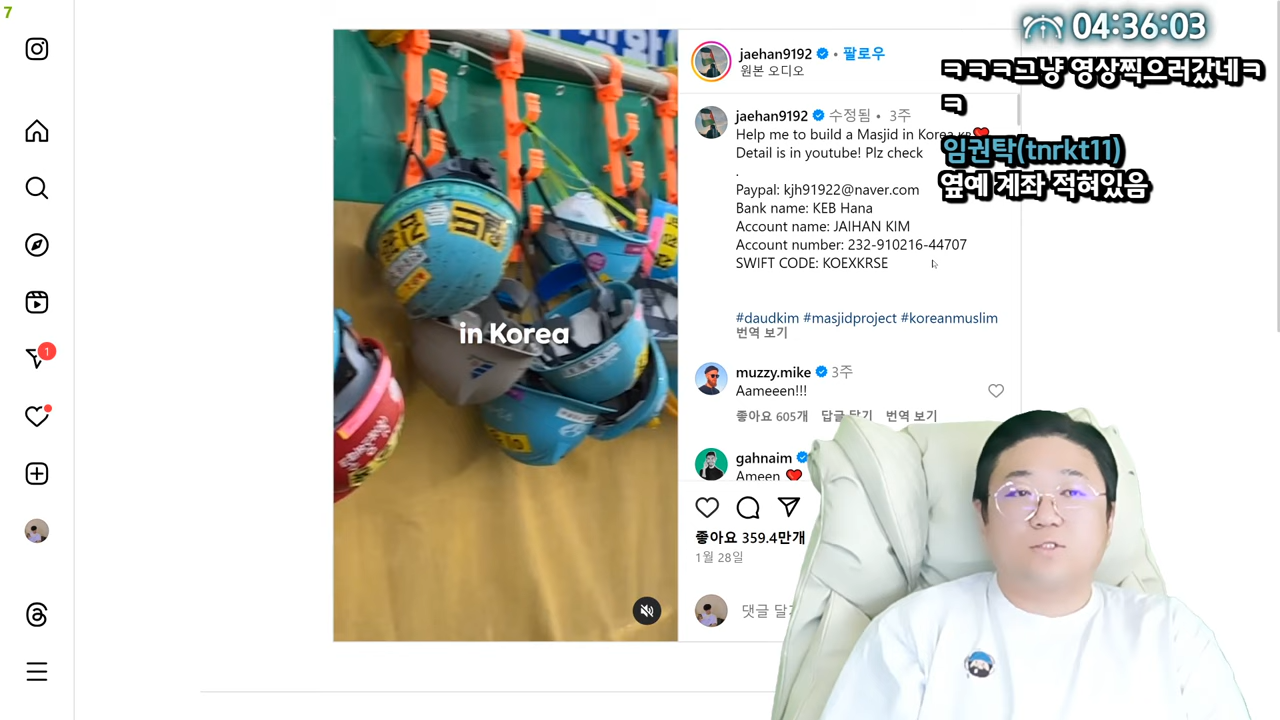 7
04:36:03
ㅋㅋㅋ그냥 영상찍으러갔네ㅋ
ㅋ
임권탁(tnrkt11)
옆예 계좌 적혀있음
in Korea
jaehan9192 • 팔로우
원본 오디오
jaehan9192 수정됨 • 3주
Help me to build a Masjid in Korea
Detail is in youtube! Plz check
.
Paypal: kjh91922@naver.com
Bank name: KEB Hana
Account name: JAIHAN KIM
Account number: 232-910216-44707
SWIFT CODE: KOEXKRSE
#daudkim #masjidproject #koreanmuslim
번역 보기
muzzy.mike 3주
Aameeen!!!
좋아요 605개 답글 달기 번역 보기
gahnaim
Ameen
좋아요 359.4만개
1월 28일
댓글 달기
1